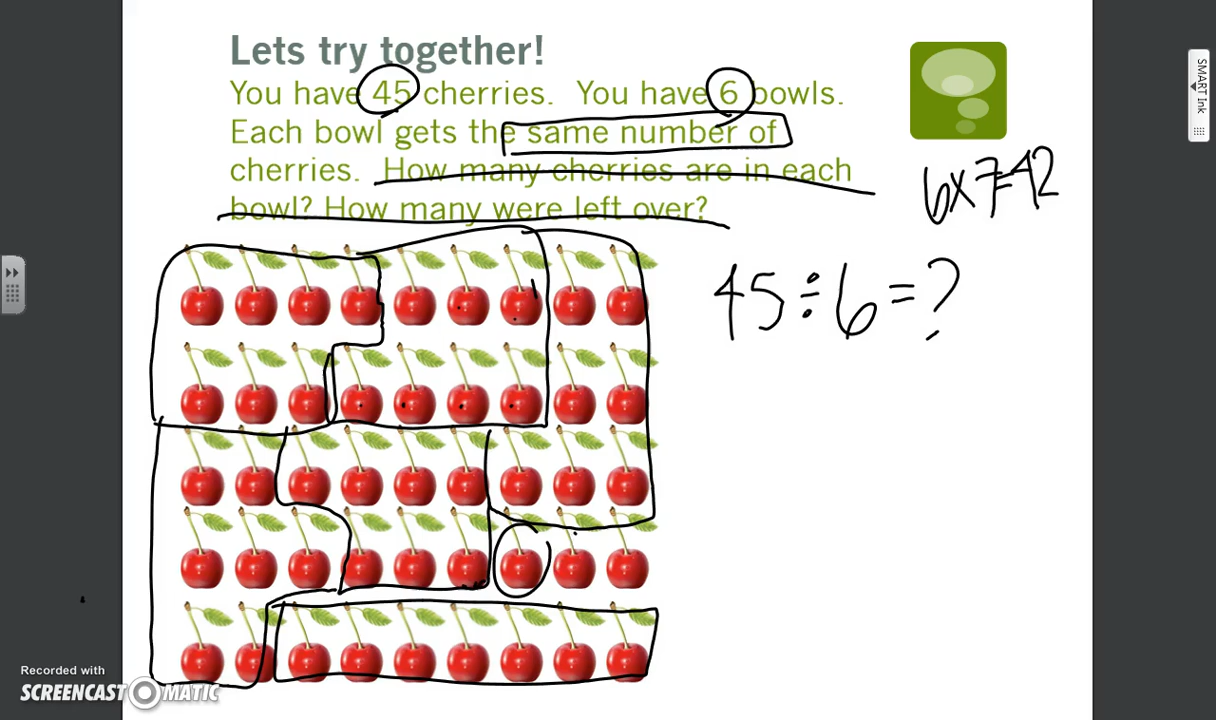 Lets try together!
You have 45 cherries. You have 6 bowls.
Each bowl gets the same number of
cherries. How many cherries are in each
bowl? How many were left over?
6x7=42
45÷6=?
SMART Ink
Recorded with
SCREENCAST O MATIC